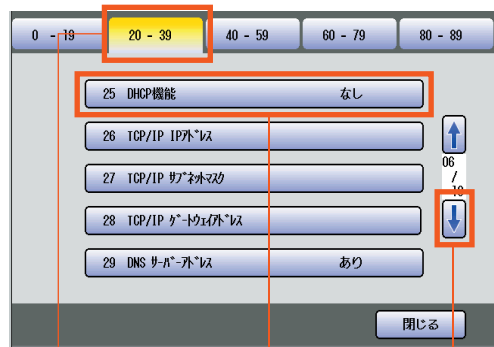 0 - 19 20 - 39 40 - 59 60 - 79 80 - 89
25 DHCP機能 なし
26 TCP/IP IPｱﾄﾞﾚｽ
27 TCP/IP ｻﾌﾞﾈｯﾄﾏｽｸ
28 TCP/IP ｹﾞｰﾄｳｪｲｱﾄﾞﾚｽ
29 DNS ｻｰﾊﾞｰｱﾄﾞﾚｽ あり
06
/
19
閉じる